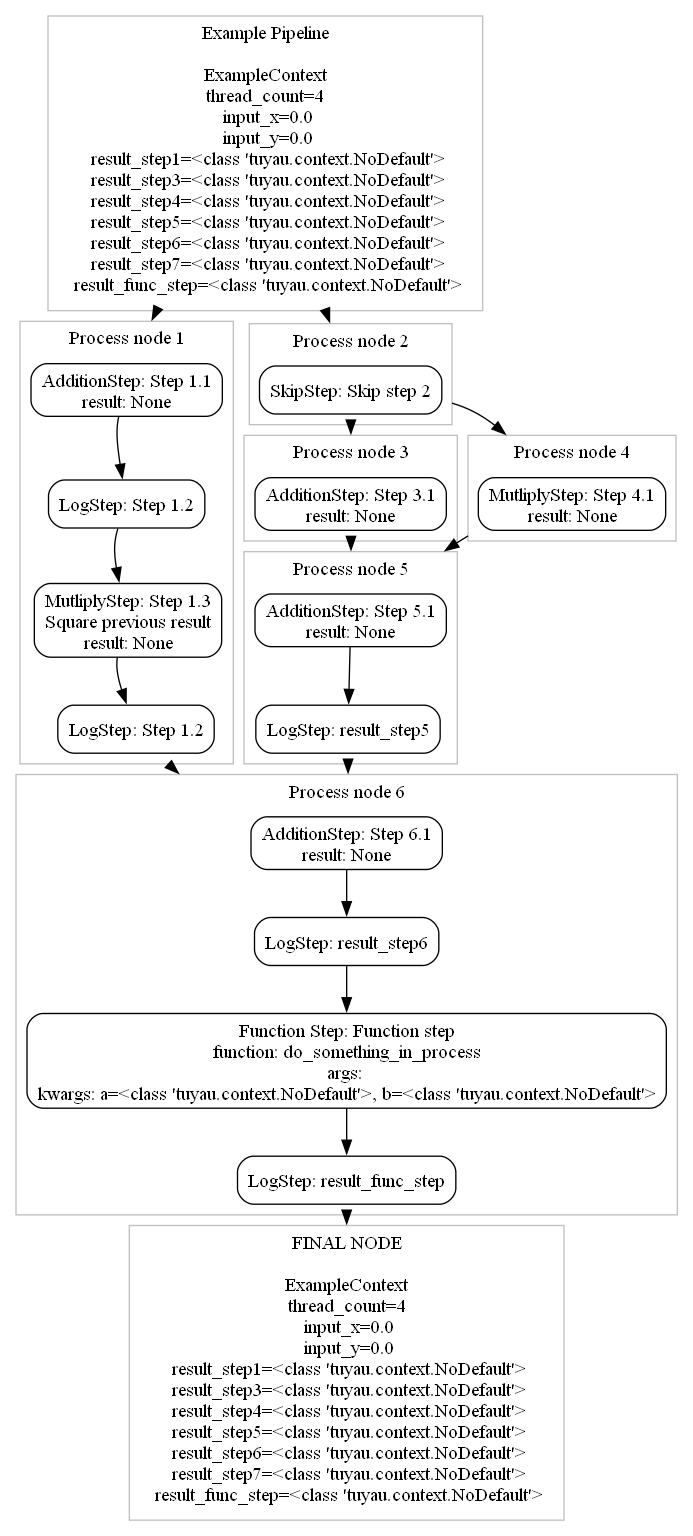 Example Pipeline
ExampleContext
thread_count=4
input_x=0.0
input_y=0.0
result_step1=<class 'tuyau.context.NoDefault'>
result_step3=<class 'tuyau.context.NoDefault'>
result_step4=<class 'tuyau.context.NoDefault'>
result_step5=<class 'tuyau.context.NoDefault'>
result_step6=<class 'tuyau.context.NoDefault'>
result_step7=<class 'tuyau.context.NoDefault'>
result_func_step=<class 'tuyau.context.NoDefault'>
Process node 1
AdditionStep: Step 1.1
result: None
LogStep: Step 1.2
MutliplyStep: Step 1.3
Square previous result
result: None
LogStep: Step 1.2
Process node 2
SkipStep: Skip step 2
Process node 3
AdditionStep: Step 3.1
result: None
Process node 4
MutliplyStep: Step 4.1
result: None
Process node 5
AdditionStep: Step 5.1
result: None
LogStep: result_step5
Process node 6
AdditionStep: Step 6.1
result: None
LogStep: result_step6
Function Step: Function step
function: do_something_in_process
args:
kwargs: a=<class 'tuyau.context.NoDefault'>, b=<class 'tuyau.context.NoDefault'>
LogStep: result_func_step
FINAL NODE
ExampleContext
thread_count=4
input_x=0.0
input_y=0.0
result_step1=<class 'tuyau.context.NoDefault'>
result_step3=<class 'tuyau.context.NoDefault'>
result_step4=<class 'tuyau.context.NoDefault'>
result_step5=<class 'tuyau.context.NoDefault'>
result_step6=<class 'tuyau.context.NoDefault'>
result_step7=<class 'tuyau.context.NoDefault'>
result_func_step=<class 'tuyau.context.NoDefault'>